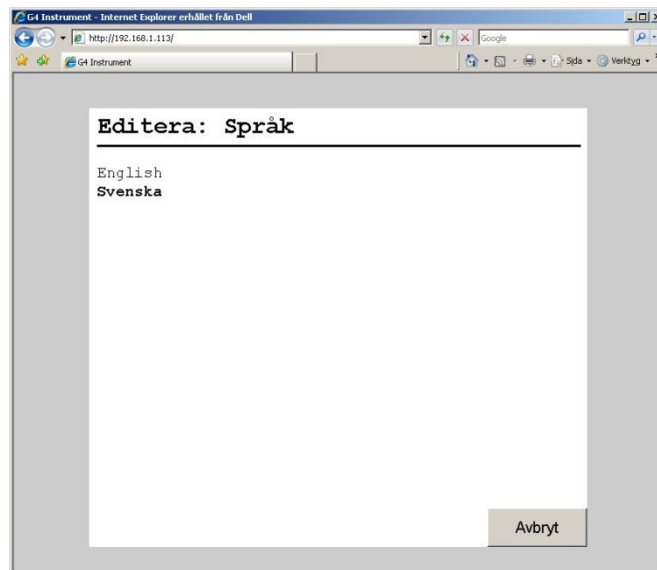 G4 Instrument - Internet Explorer erhållet från Dell
http://192.168.1.113/
Google
G4 Instrument
Sida
Verktyg
Editera: Språk
English
Svenska
Avbryt